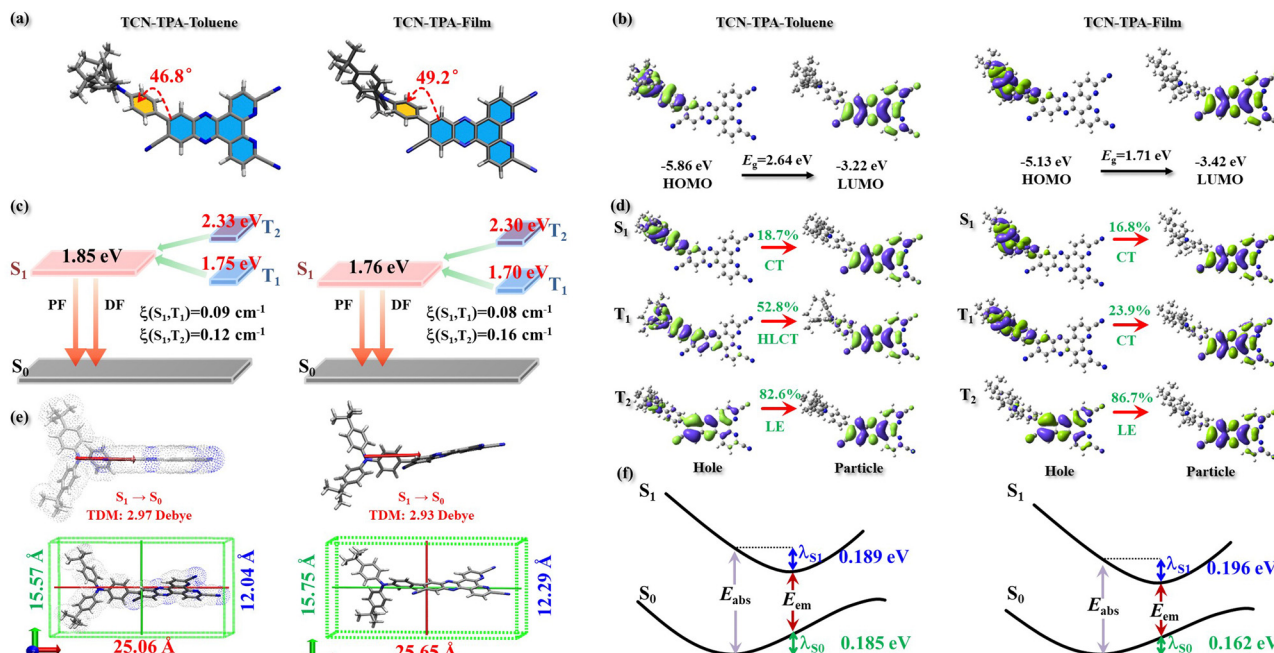 (a)
TCN-TPA-Toluene
TCN-TPA-Film
46.8°
49.2°
(b)
TCN-TPA-Toluene
TCN-TPA-Film
-5.86 eV
HOMO
Eg=2.64 eV
-3.22 eV
LUMO
-5.13 eV
HOMO
Eg=1.71 eV
-3.42 eV
LUMO
(c)
2.33 eV
T2
S1
1.85 eV
1.75 eV
T1
PF
DF
ξ(S1,T1)=0.09 cm-1
ξ(S1,T2)=0.12 cm-1
S0
2.30 eV
T2
S1
1.76 eV
1.70 eV
T1
PF
DF
ξ(S1,T1)=0.08 cm-1
ξ(S1,T2)=0.16 cm-1
S0
(d)
S1
18.7%
CT
T1
52.8%
HLCT
T2
82.6%
LE
Hole
Particle
S1
16.8%
CT
T1
23.9%
CT
T2
86.7%
LE
Hole
Particle
(e)
S1 → S0
TDM: 2.97 Debye
S1 → S0
TDM: 2.93 Debye
15.57 Å
12.04 Å
25.06 Å
15.75 Å
12.29 Å
25.65 Å
(f)
S1
λS1
0.189 eV
S0
Eabs
Eem
λS0
0.185 eV
S1
λS1
0.196 eV
S0
Eabs
Eem
λS0
0.162 eV